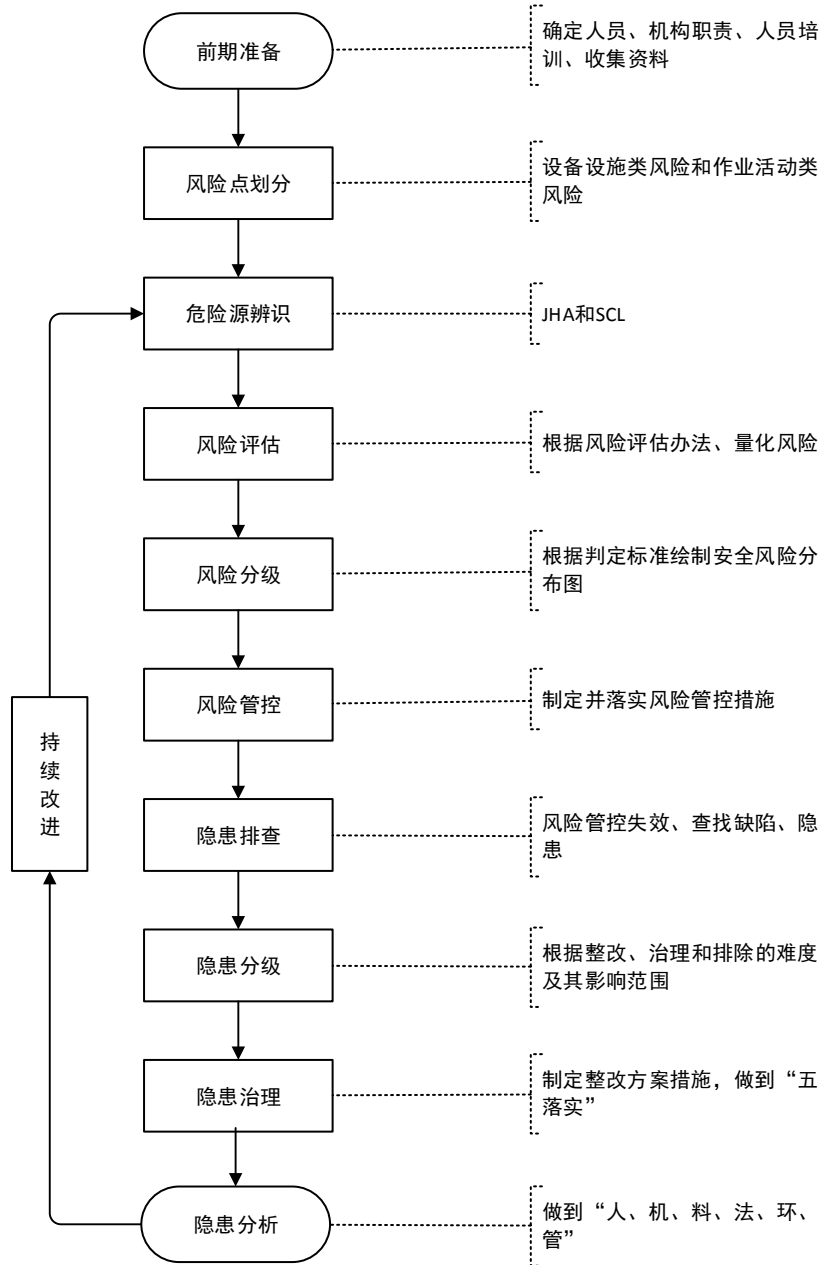 前期准备
确定人员、机构职责、人员培
训、收集资料
风险点划分
设备设施类风险和作业活动类
风险
危险源辨识
JHA和SCL
风险评估
根据风险评估办法、量化风险
风险分级
根据判定标准绘制安全风险分
布图
风险管控
制定并落实风险管控措施
持
续
改
进
隐患排查
风险管控失效、查找缺陷、隐
患
隐患分级
根据整改、治理和排除的难度
及其影响范围
隐患治理
制定整改方案措施，做到“五
落实”
隐患分析
做到“人、机、料、法、环、
管”